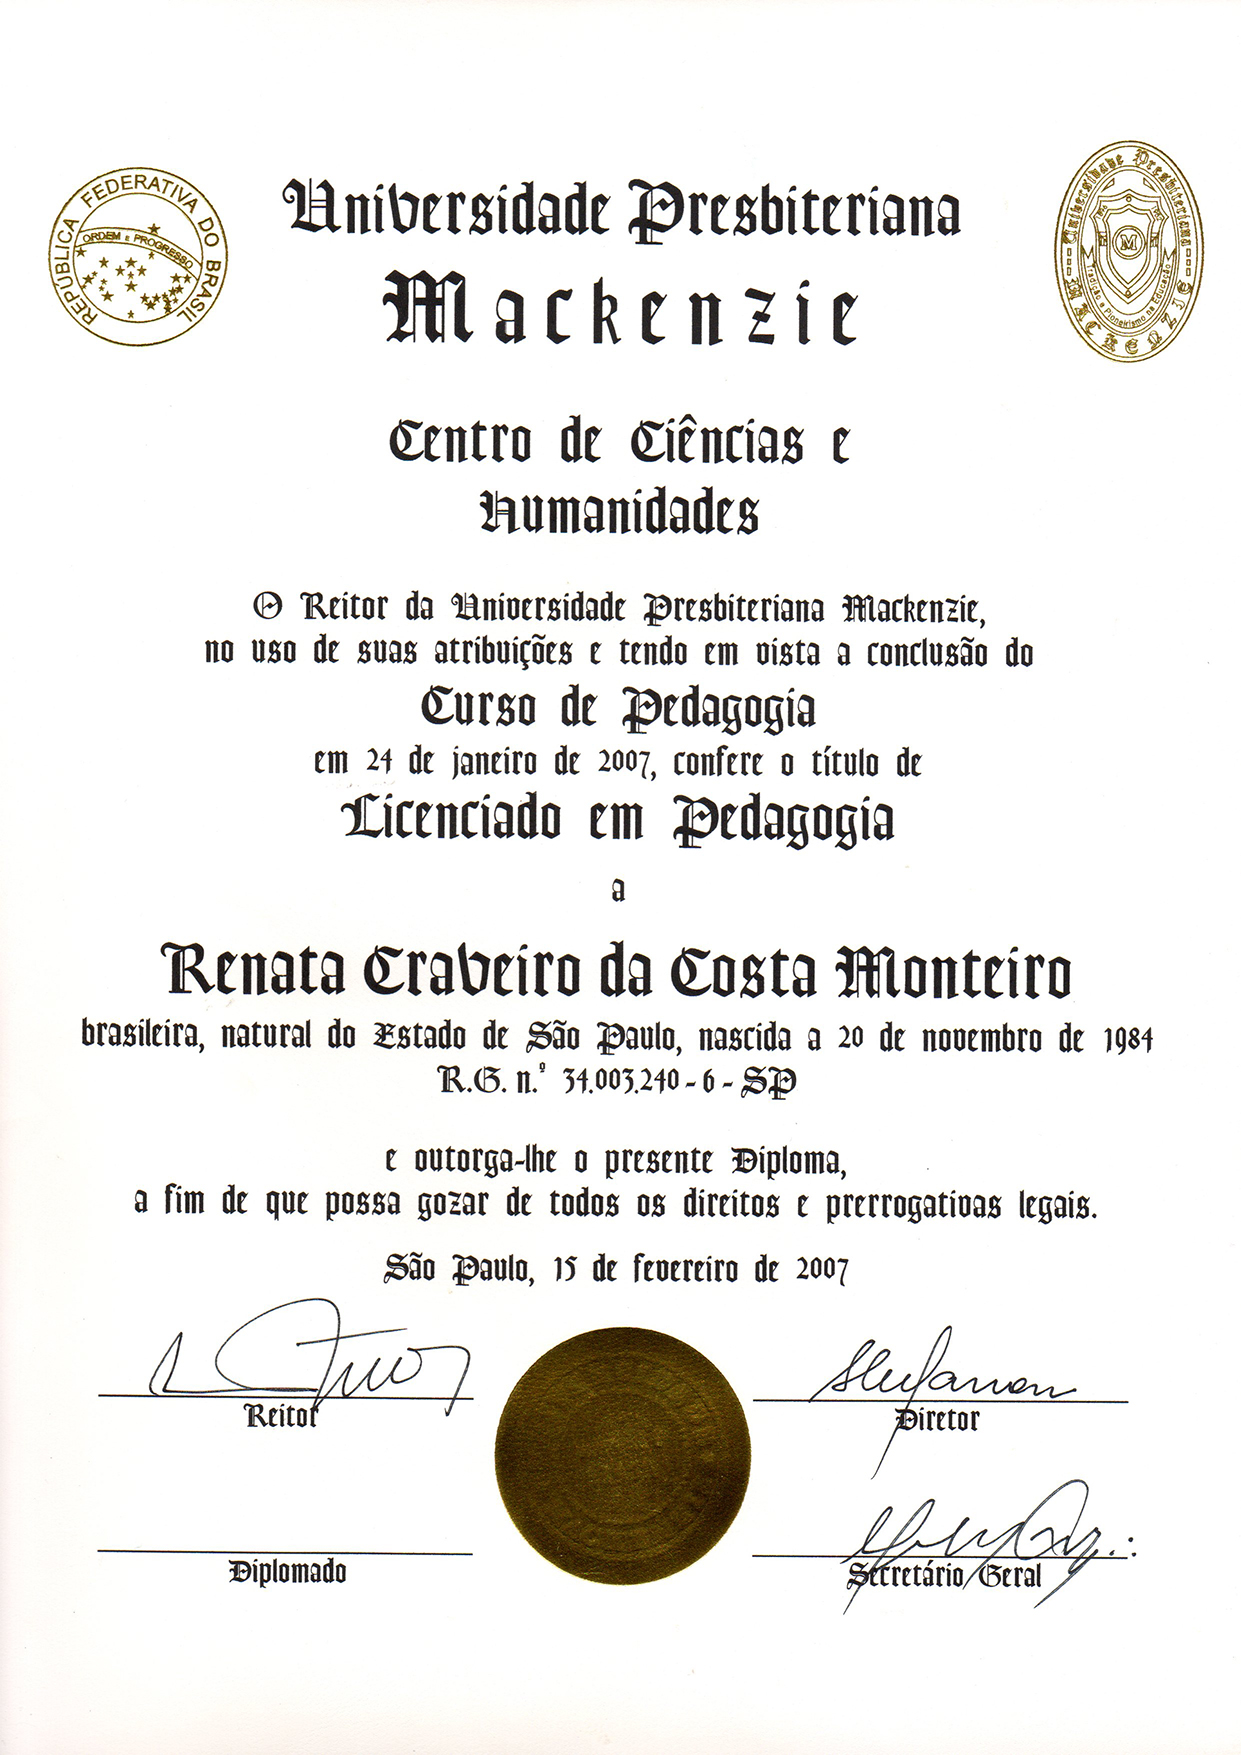 REPÚBLICA FEDERATIVA DO BRASIL
ORDEM E PROGRESSO
Universidade Presbiteriana
Mackenzie
Universidade Presbiteriana
MACKENZIE
M
Tradição e Pioneirismo na Educação
Centro de Ciências e
Humanidades
O Reitor da Universidade Presbiteriana Mackenzie,
no uso de suas atribuições e tendo em vista a conclusão do
Curso de Pedagogia
em 24 de janeiro de 2007, confere o título de
Licenciado em Pedagogia
a
Renata Craveiro da Costa Monteiro
brasileira, natural do Estado de São Paulo, nascida a 20 de novembro de 1984
R.G. n.º 34.003.240 - 6 - SP
e outorga-lhe o presente Diploma,
a fim de que possa gozar de todos os direitos e prerrogativas legais.
São Paulo, 15 de fevereiro de 2007
Reitor
Diretor
Diplomado
Secretário Geral